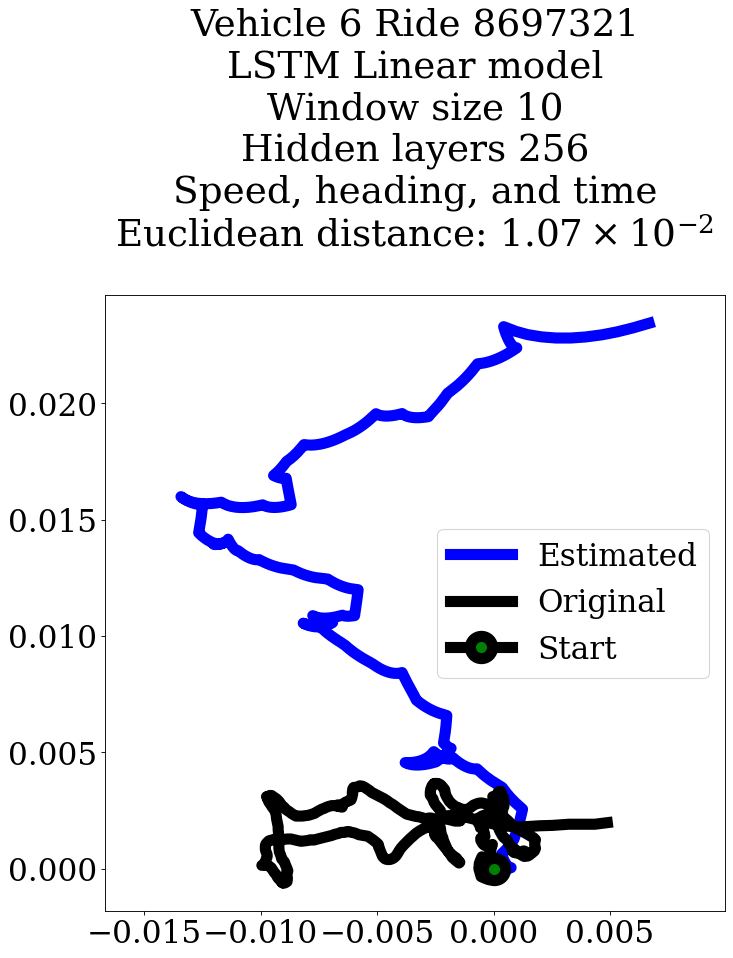 Vehicle 6 Ride 8697321
LSTM Linear model
Window size 10
Hidden layers 256
Speed, heading, and time
Euclidean distance: 1.07 × 10⁻²
0.020
0.015
0.010
0.005
0.000
Estimated
Original
Start
−0.015 −0.010 −0.005 0.000 0.005